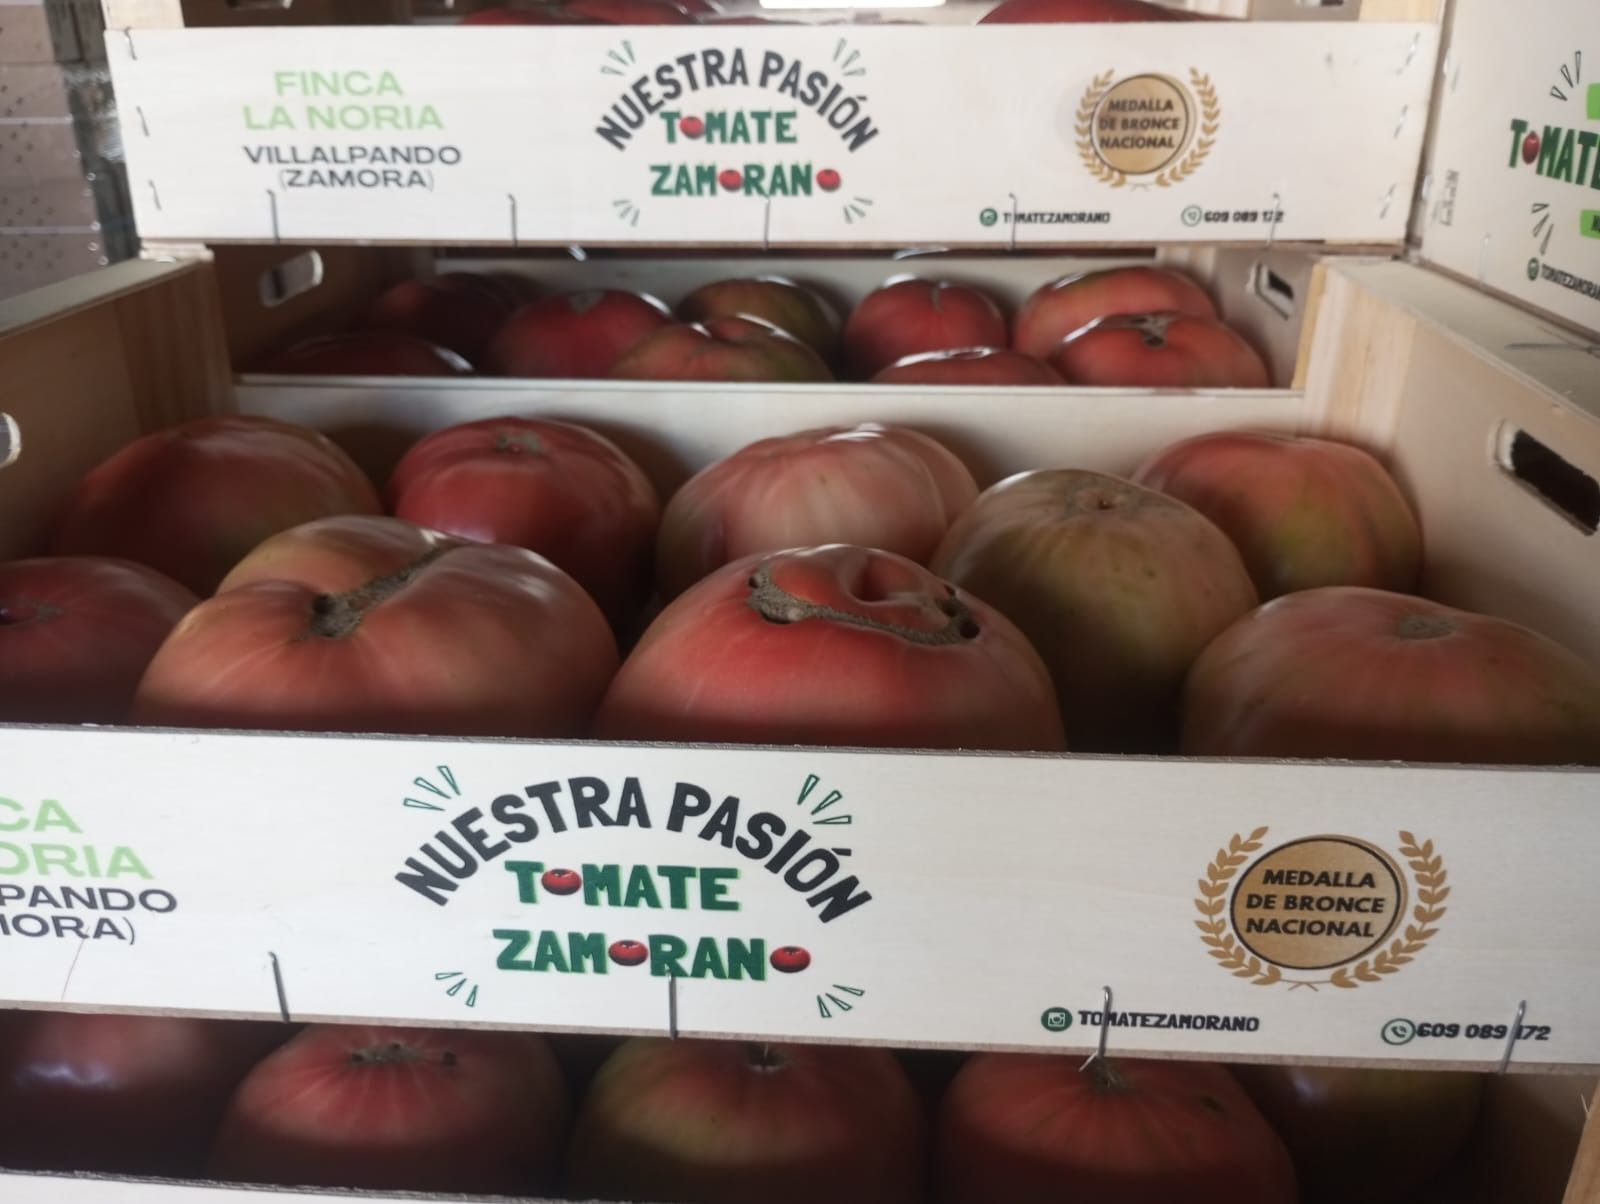 FINCA
LA NORIA
VILLALPANDO
(ZAMORA)
NUESTRA PASIÓN
TOMATE
ZAMORANO
MEDALLA
DE BRONCE
NACIONAL
TOMATEZAMORANO
609 089 172
TOMATE
TOMATEZAMORANO
CA
ORIA
PANDO
MORA)
NUESTRA PASIÓN
TOMATE
ZAMORANO
MEDALLA
DE BRONCE
NACIONAL
TOMATEZAMORANO
609 089 172